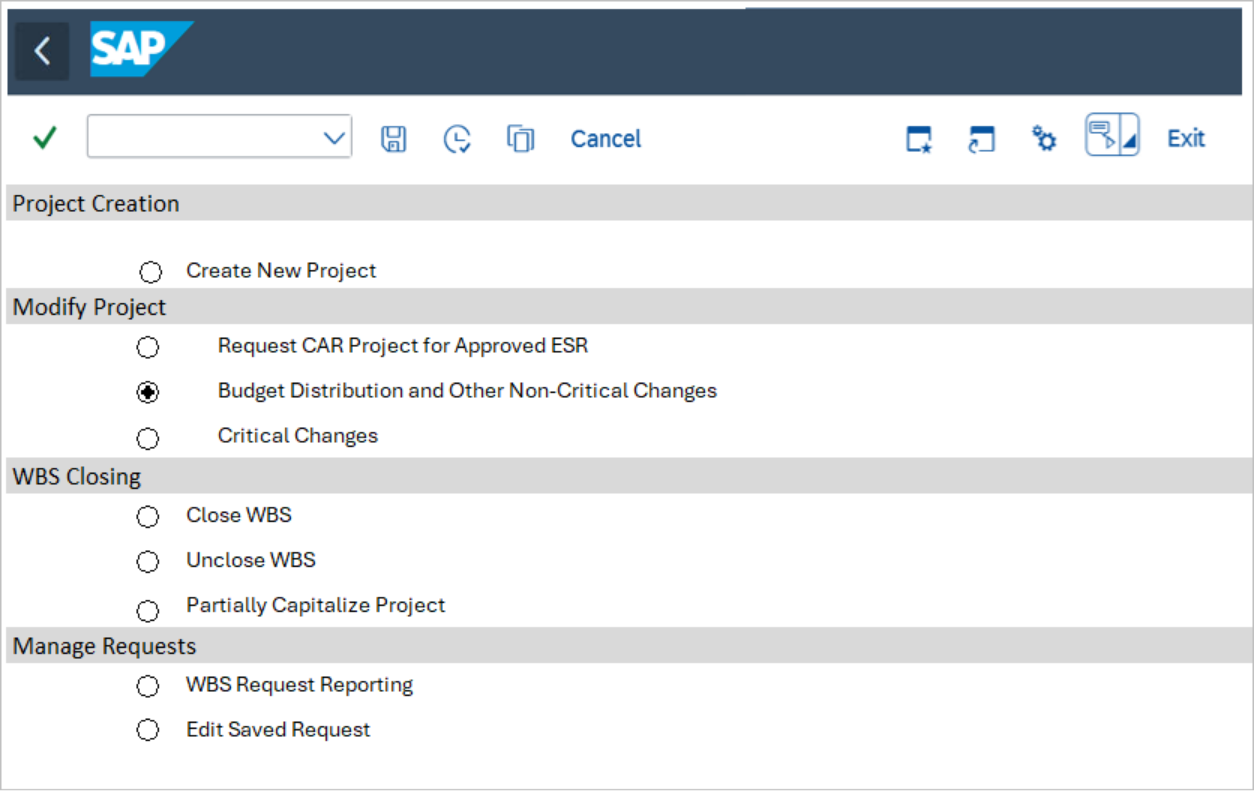 SAP
Cancel Exit
Project Creation
Create New Project
Modify Project
Request CAR Project for Approved ESR
Budget Distribution and Other Non-Critical Changes
Critical Changes
WBS Closing
Close WBS
Unclose WBS
Partially Capitalize Project
Manage Requests
WBS Request Reporting
Edit Saved Request